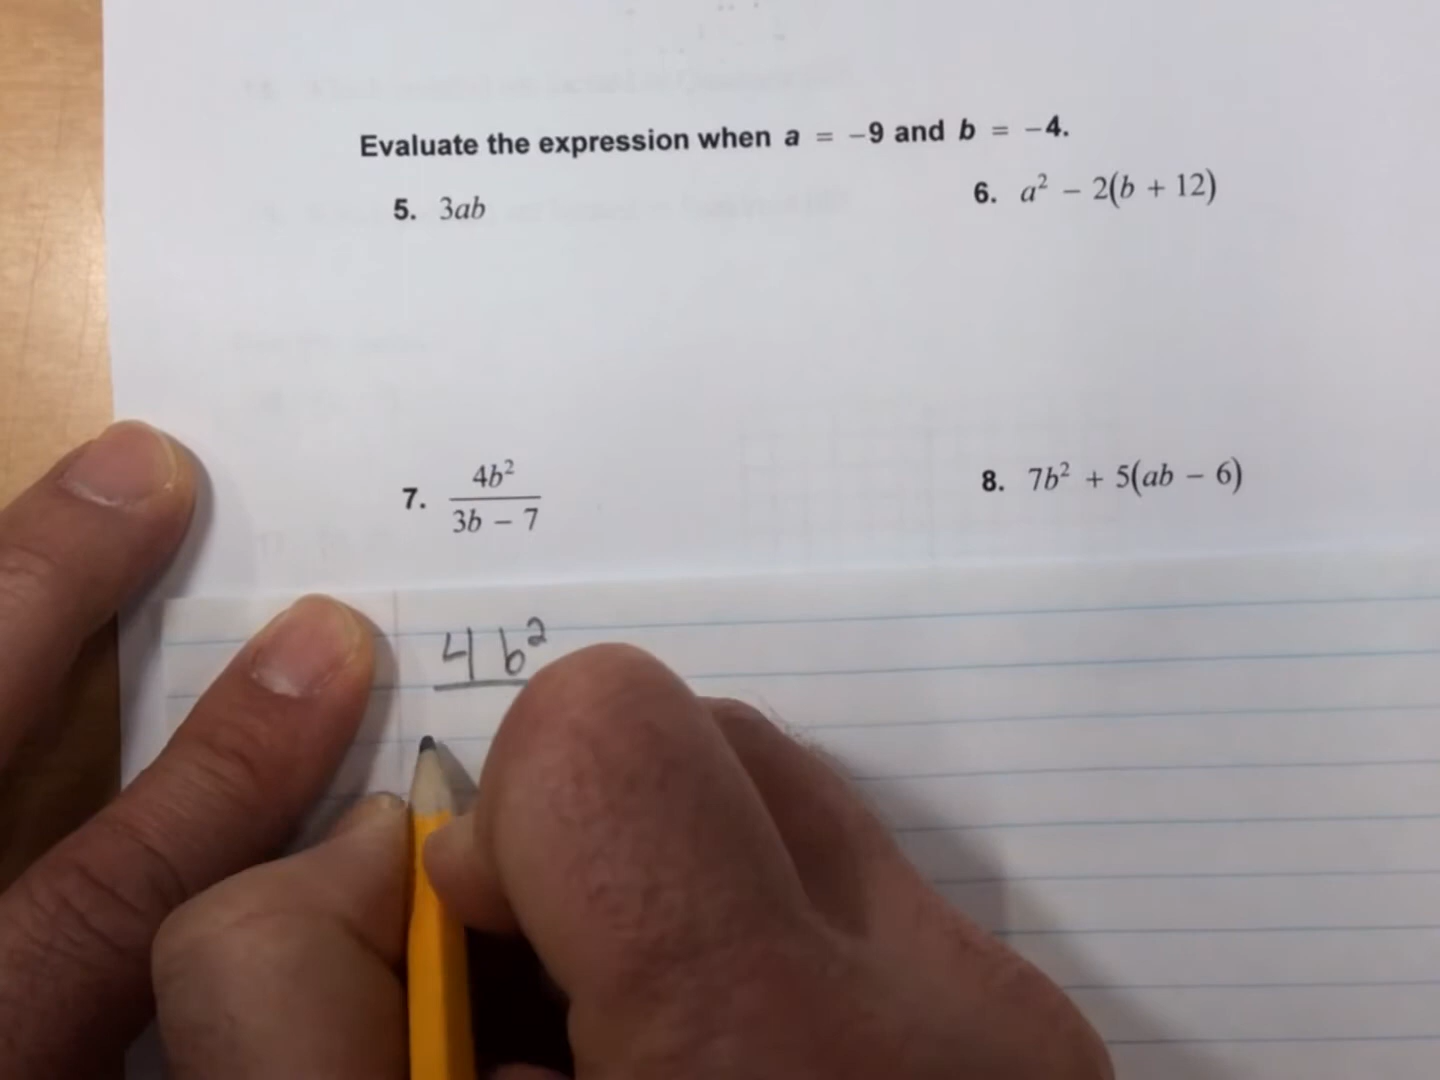 Evaluate the expression when a = −9 and b = −4.
5. 3ab
6. a² − 2(b + 12)
7. 4b²
3b − 7
8. 7b² + 5(ab − 6)
4b²